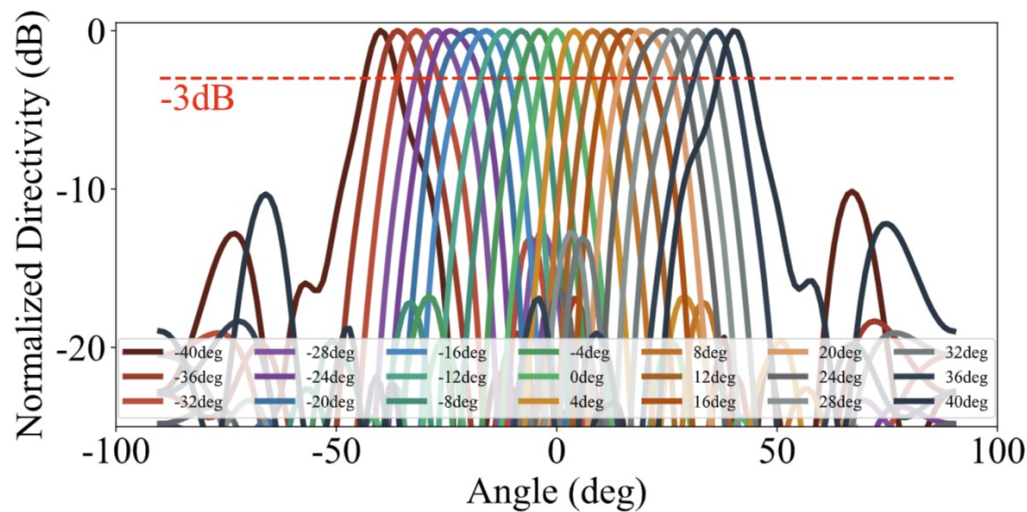 Normalized Directivity (dB)
0
-10
-20
-3dB
-40deg -28deg -16deg -4deg 8deg 20deg 32deg
-36deg -24deg -12deg 0deg 12deg 24deg 36deg
-32deg -20deg -8deg 4deg 16deg 28deg 40deg
-100 -50 0 50 100
Angle (deg)